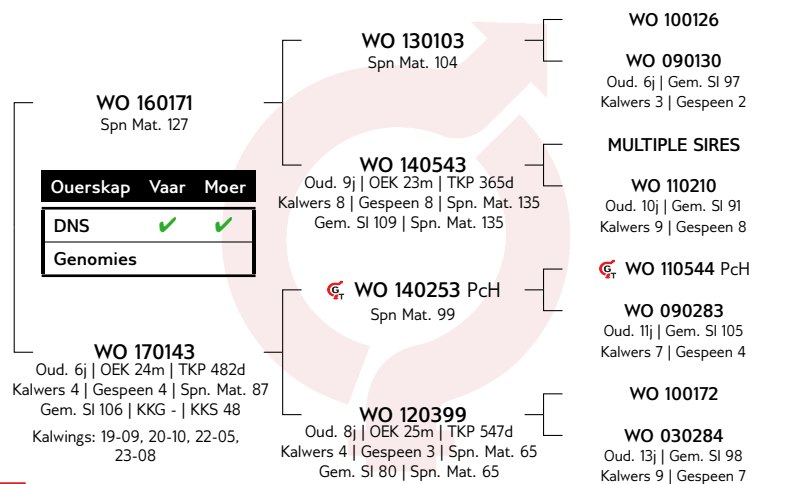 WO 160171
Spn Mat. 127
Ouerskap Vaar Moer
DNS ✔ ✔
Genomies
WO 170143
Oud. 6j | OEK 24m | TKP 482d
Kalwers 4 | Gespeen 4 | Spn. Mat. 87
Gem. SI 106 | KKG - | KKS 48
Kalwings: 19-09, 20-10, 22-05,
23-08
WO 130103
Spn Mat. 104
WO 140543
Oud. 9j | OEK 23m | TKP 365d
Kalwers 8 | Gespeen 8 | Spn. Mat. 135
Gem. SI 109 | Spn. Mat. 135
GT WO 140253 PcH
Spn Mat. 99
WO 120399
Oud. 8j | OEK 25m | TKP 547d
Kalwers 4 | Gespeen 3 | Spn. Mat. 65
Gem. SI 80 | Spn. Mat. 65
WO 100126
WO 090130
Oud. 6j | Gem. SI 97
Kalwers 3 | Gespeen 2
MULTIPLE SIRES
WO 110210
Oud. 10j | Gem. SI 91
Kalwers 9 | Gespeen 8
GT WO 110544 PcH
WO 090283
Oud. 11j | Gem. SI 105
Kalwers 7 | Gespeen 4
WO 100172
WO 030284
Oud. 13j | Gem. SI 98
Kalwers 9 | Gespeen 7